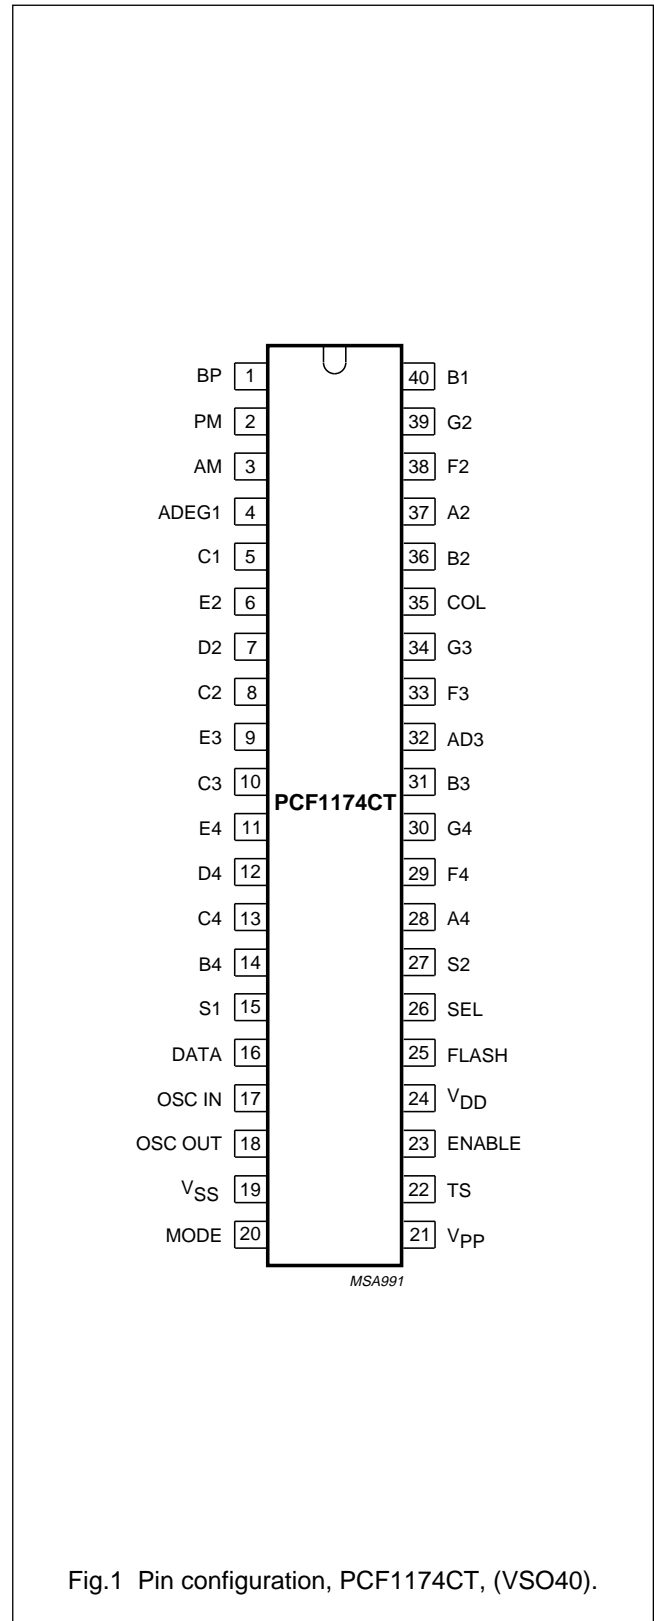 BP 1 40 B1
PM 2 39 G2
AM 3 38 F2
ADEG1 4 37 A2
C1 5 36 B2
E2 6 35 COL
D2 7 34 G3
C2 8 33 F3
E3 9 32 AD3
C3 10 31 B3
PCF1174CT
E4 11 30 G4
D4 12 29 F4
C4 13 28 A4
B4 14 27 S2
S1 15 26 SEL
DATA 16 25 FLASH
OSC IN 17 24 VDD
OSC OUT 18 23 ENABLE
VSS 19 22 TS
MODE 20 21 VPP
MSA991
Fig.1 Pin configuration, PCF1174CT, (VSO40).